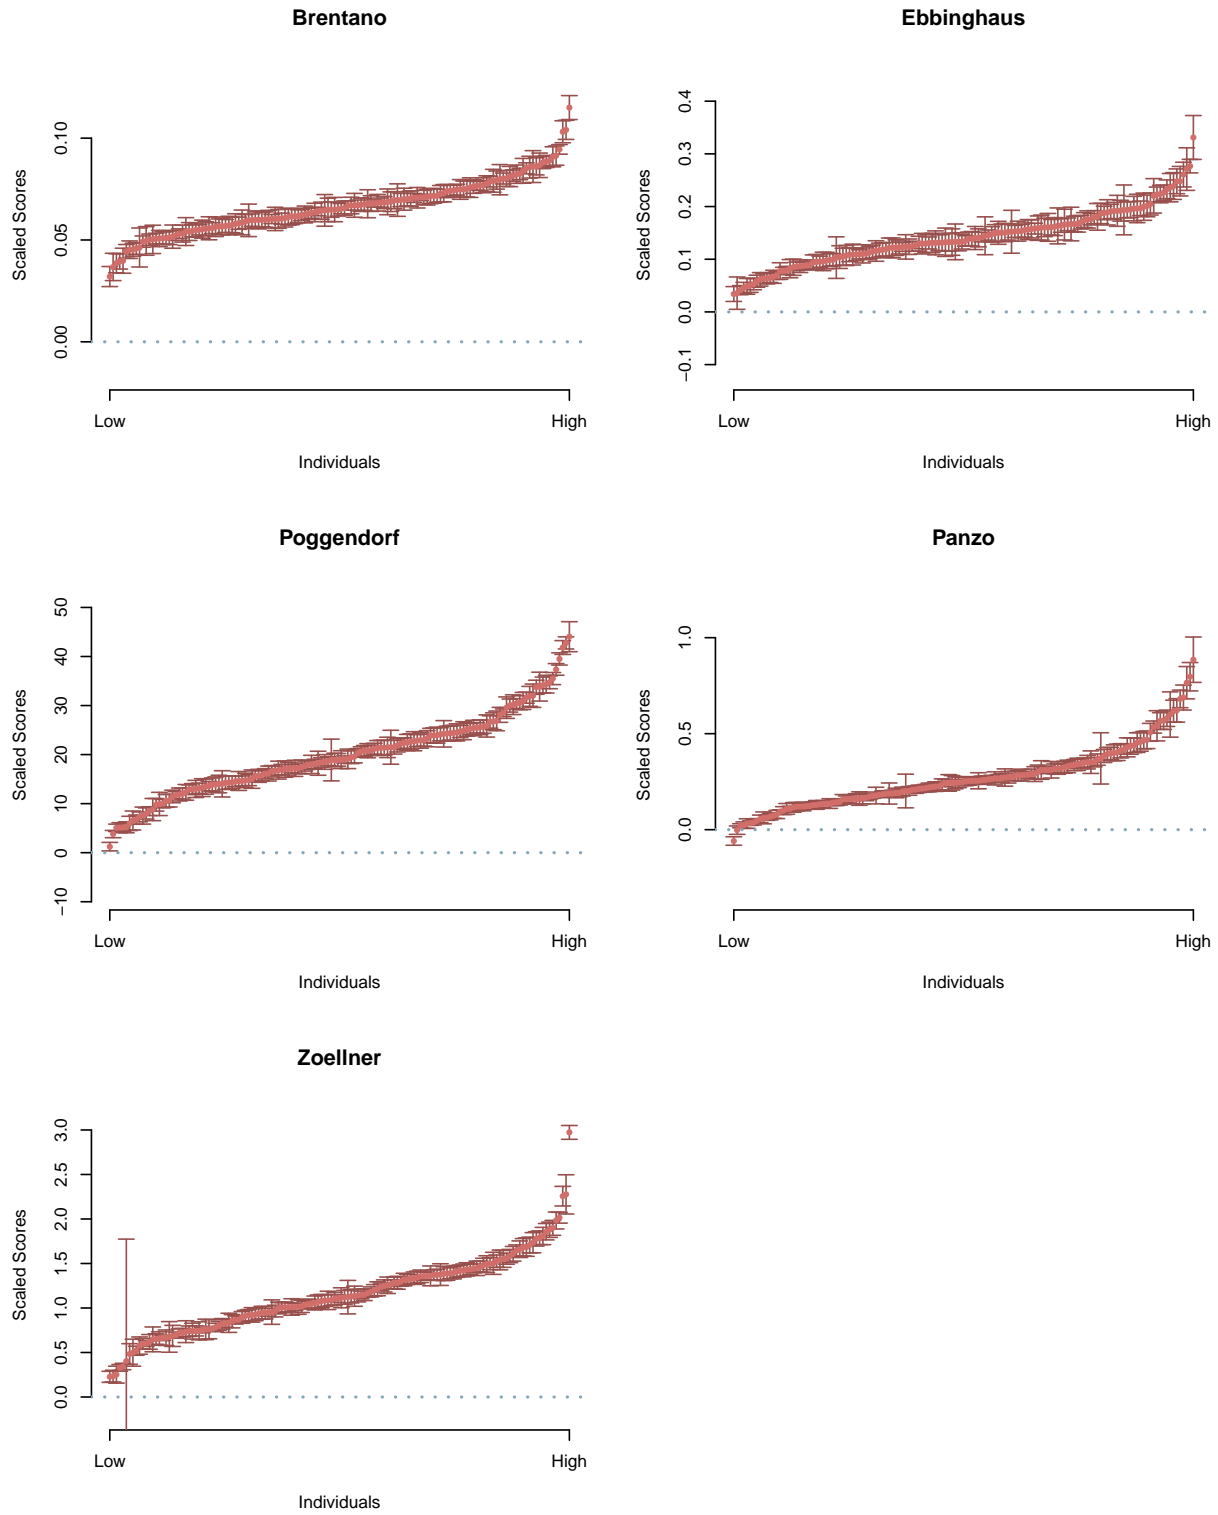 Brentano
Scaled Scores
0.10
0.05
0.00
Low High
Individuals
Ebbinghaus
Scaled Scores
0.4
0.3
0.2
0.1
0.0
−0.1
Low High
Individuals
Poggendorf
Scaled Scores
50
40
30
20
10
0
−10
Low High
Individuals
Panzo
Scaled Scores
1.0
0.5
0.0
Low High
Individuals
Zoellner
Scaled Scores
3.0
2.5
2.0
1.5
1.0
0.5
0.0
Low High
Individuals